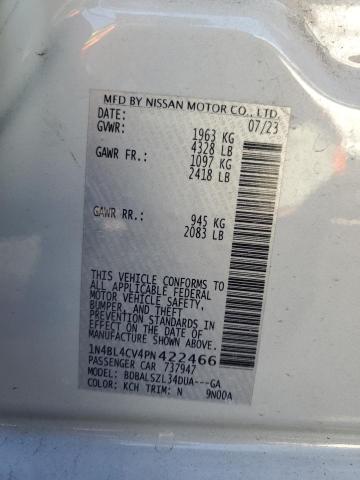 MFD BY NISSAN MOTOR CO., LTD.
DATE: 07/23
GVWR: 1963 KG
4328 LB
GAWR FR.: 1097 KG
2418 LB
GAWR RR.: 945 KG
2083 LB
THIS VEHICLE CONFORMS TO
ALL APPLICABLE FEDERAL
MOTOR VEHICLE SAFETY,
BUMPER, AND THEFT
PREVENTION STANDARDS
IN EFFECT ON THE DATE OF
MANUFACTURE SHOWN ABOVE.
1N4BL4CV4PN422466
PASSENGER CAR 737947
MODEL: BDBALSZL34DUA---GA
COLOR: KCH TRIM: N 9N00A